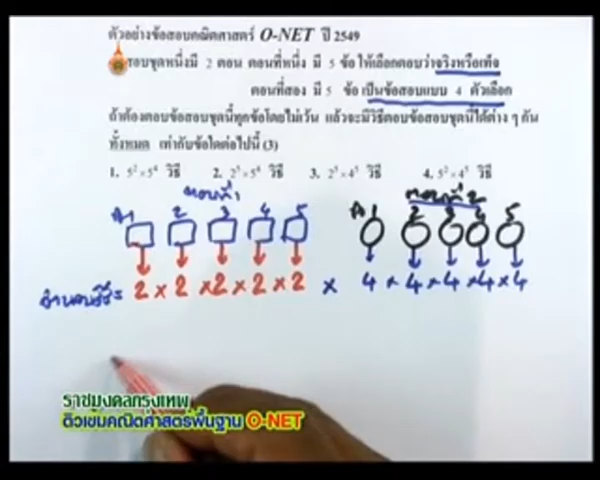 ตัวอย่างข้อสอบคณิตศาสตร์ O-NET ปี 2549
สอบชุดหนึ่งมี 2 ตอน ตอนที่หนึ่ง มี 5 ข้อ ให้เลือกตอบว่าจริงหรือเท็จ
ตอนที่สอง มี 5 ข้อ เป็นข้อสอบแบบ 4 ตัวเลือก
ถ้าต้องตอบข้อสอบชุดนี้ทุกข้อโดยไม่เว้น แล้วจะมีวิธีตอบข้อสอบชุดนี้ได้ต่าง ๆ กัน
ทั้งหมด เท่ากับข้อใดต่อไปนี้ (3)
1. 5² × 5⁴ วิธี 2. 2⁵ × 5⁴ วิธี 3. 2⁵ × 4⁵ วิธี 4. 5² × 4⁵ วิธี
ตอนที่ 1 ตอนที่ 2
ข้อ 1 2 3 4 5 ข้อ 1 2 3 4 5
จำนวนวิธี = 2 × 2 × 2 × 2 × 2 × 4 × 4 × 4 × 4 × 4
ราชมงคลกรุงเทพ
ติวเข้มคณิตศาสตร์พื้นฐาน O-NET